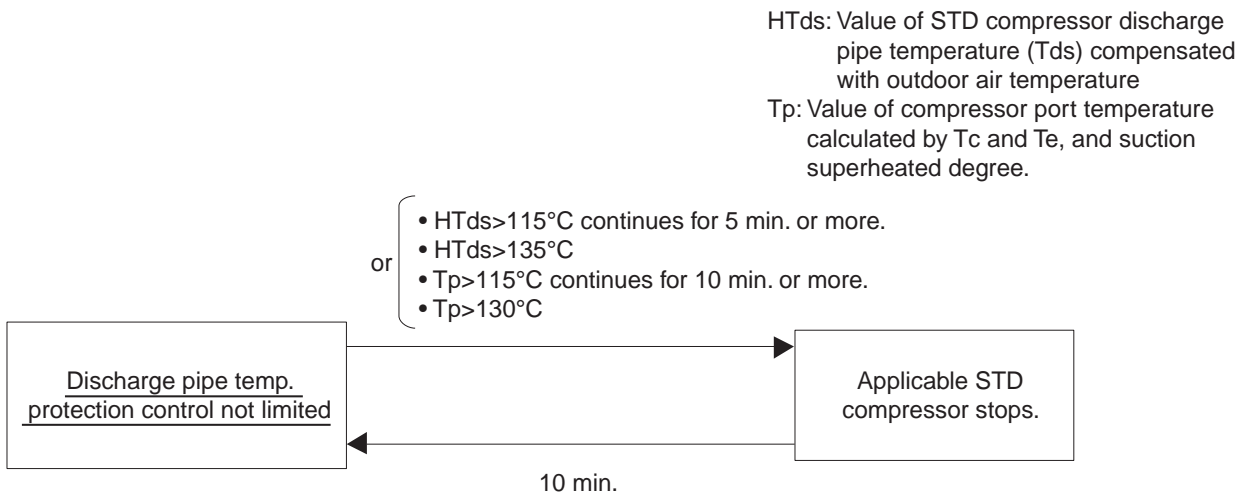 HTds: Value of STD compressor discharge
pipe temperature (Tds) compensated
with outdoor air temperature
Tp: Value of compressor port temperature
calculated by Tc and Te, and suction
superheated degree.
or
• HTds>115°C continues for 5 min. or more.
• HTds>135°C
• Tp>115°C continues for 10 min. or more.
• Tp>130°C
Discharge pipe temp.
protection control not limited
Applicable STD
compressor stops.
10 min.